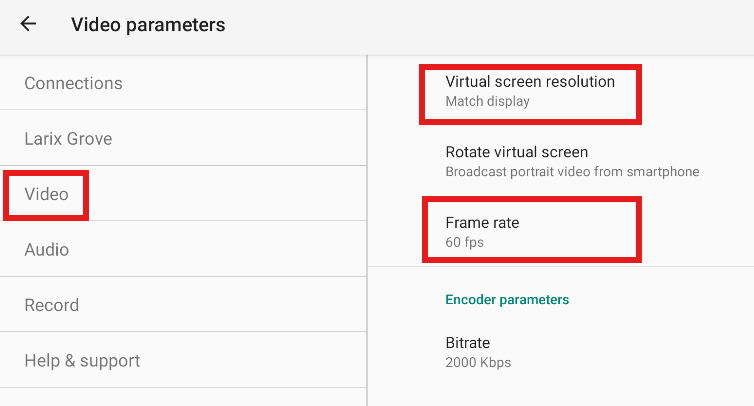 Video parameters
Connections
Larix Grove
Video
Audio
Record
Help & support
Virtual screen resolution
Match display
Rotate virtual screen
Broadcast portrait video from smartphone
Frame rate
60 fps
Encoder parameters
Bitrate
2000 Kbps